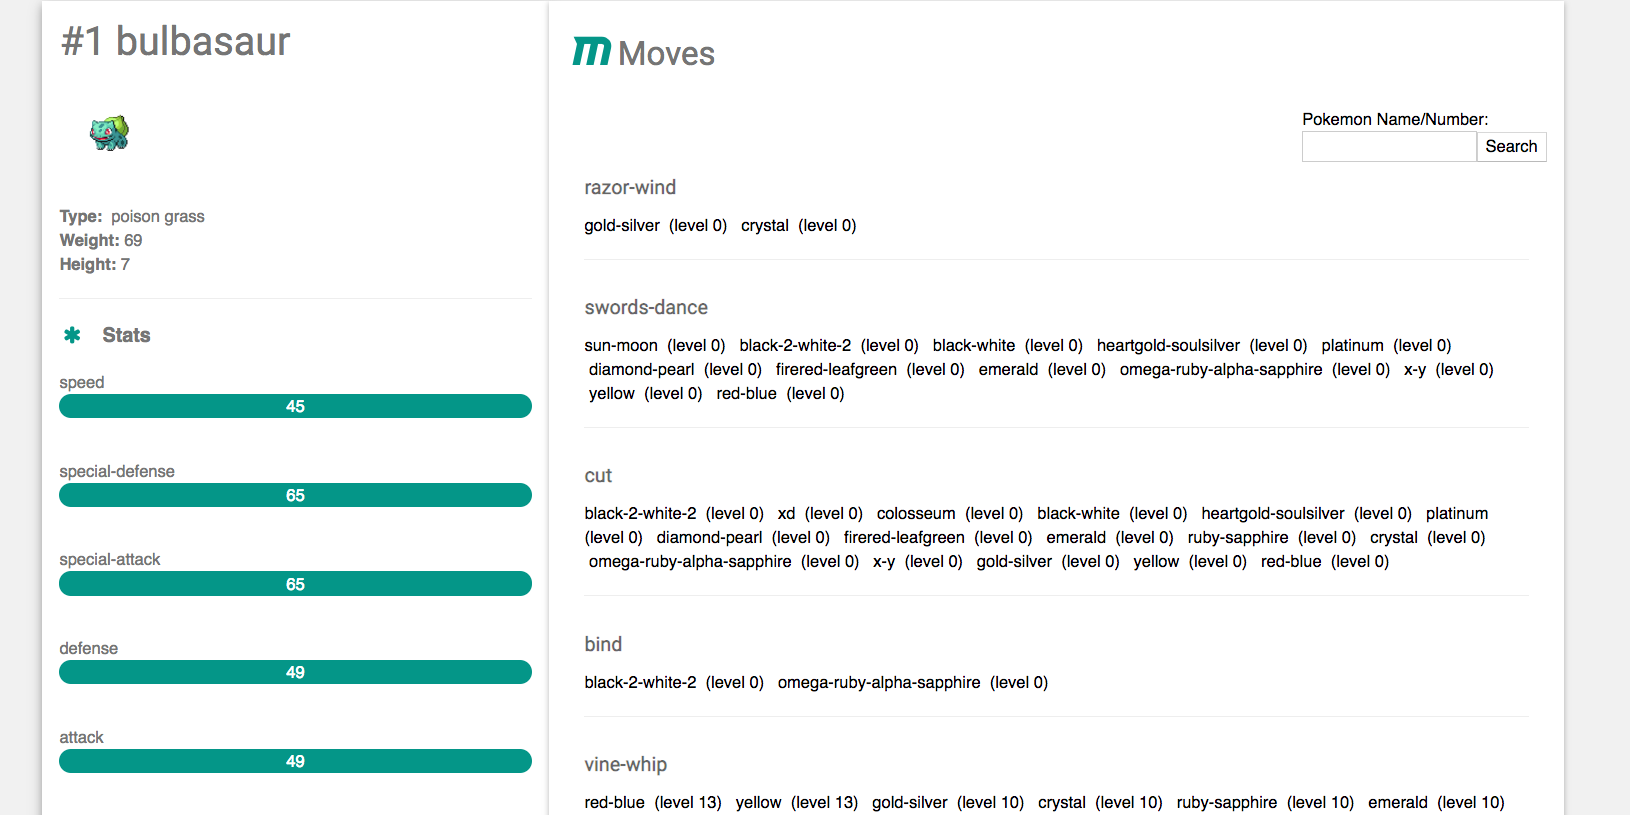 #1 bulbasaur
Type: poison grass
Weight: 69
Height: 7
Stats
speed
45
special-defense
65
special-attack
65
defense
49
attack
49
Moves
Pokemon Name/Number:
Search
razor-wind
gold-silver (level 0) crystal (level 0)
swords-dance
sun-moon (level 0) black-2-white-2 (level 0) black-white (level 0) heartgold-soulsilver (level 0) platinum (level 0)
diamond-pearl (level 0) firered-leafgreen (level 0) emerald (level 0) omega-ruby-alpha-sapphire (level 0) x-y (level 0)
yellow (level 0) red-blue (level 0)
cut
black-2-white-2 (level 0) xd (level 0) colosseum (level 0) black-white (level 0) heartgold-soulsilver (level 0) platinum
(level 0) diamond-pearl (level 0) firered-leafgreen (level 0) emerald (level 0) ruby-sapphire (level 0) crystal (level 0)
omega-ruby-alpha-sapphire (level 0) x-y (level 0) gold-silver (level 0) yellow (level 0) red-blue (level 0)
bind
black-2-white-2 (level 0) omega-ruby-alpha-sapphire (level 0)
vine-whip
red-blue (level 13) yellow (level 13) gold-silver (level 10) crystal (level 10) ruby-sapphire (level 10) emerald (level 10)